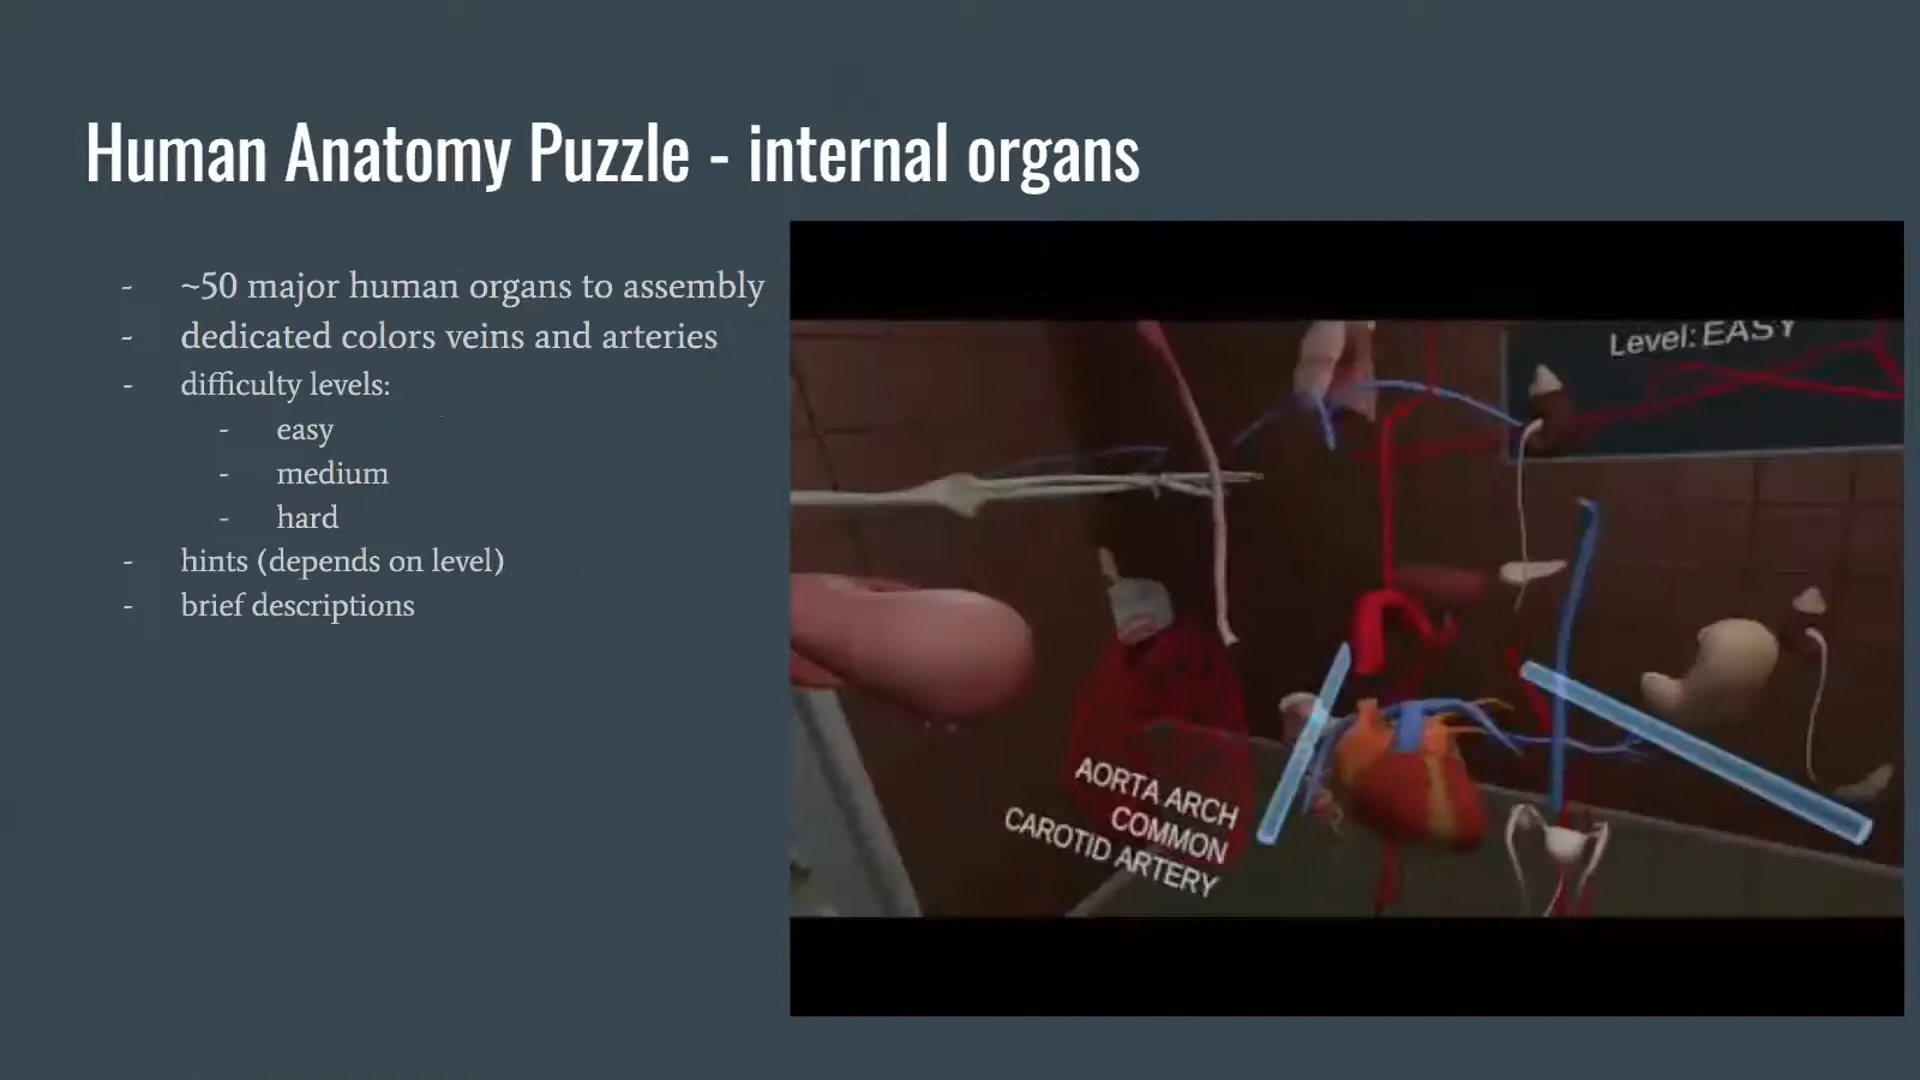 Human Anatomy Puzzle - internal organs
- ~50 major human organs to assembly
- dedicated colors veins and arteries
- difficulty levels:
- easy
- medium
- hard
- hints (depends on level)
- brief descriptions
Level: EASY
AORTA ARCH
COMMON
CAROTID ARTERY